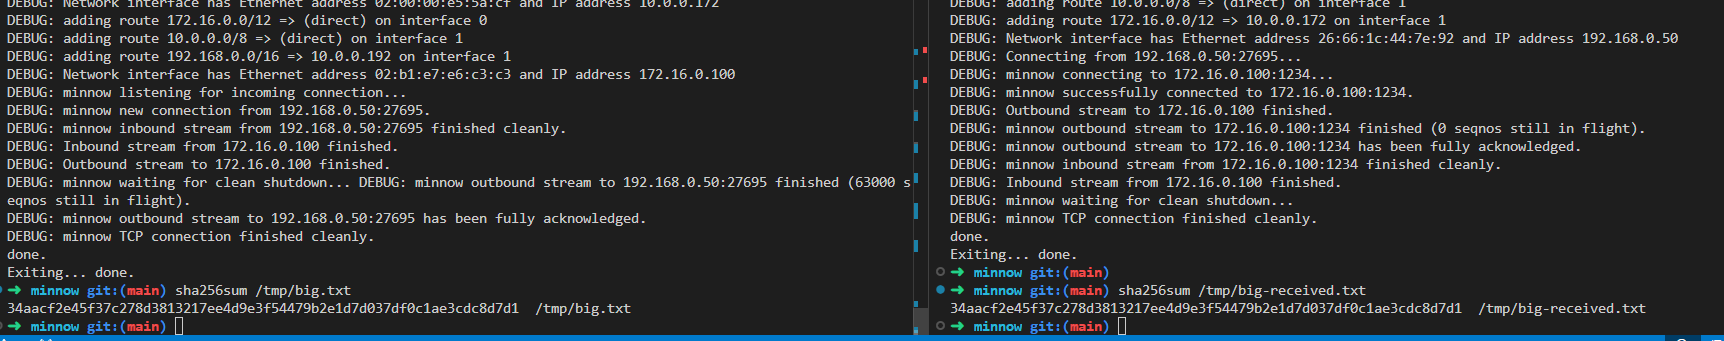 DEBUG: Network interface has Ethernet address 02:00:00:e5:5a:cf and IP address 10.0.0.172
DEBUG: adding route 172.16.0.0/12 => (direct) on interface 0
DEBUG: adding route 10.0.0.0/8 => (direct) on interface 1
DEBUG: adding route 192.168.0.0/16 => 10.0.0.192 on interface 1
DEBUG: Network interface has Ethernet address 02:b1:e7:e6:c3:c3 and IP address 172.16.0.100
DEBUG: minnow listening for incoming connection...
DEBUG: minnow new connection from 192.168.0.50:27695.
DEBUG: minnow inbound stream from 192.168.0.50:27695 finished cleanly.
DEBUG: Inbound stream from 172.16.0.100 finished.
DEBUG: Outbound stream to 172.16.0.100 finished.
DEBUG: minnow waiting for clean shutdown... DEBUG: minnow outbound stream to 192.168.0.50:27695 finished (63000 s
eqnos still in flight).
DEBUG: minnow outbound stream to 192.168.0.50:27695 has been fully acknowledged.
DEBUG: minnow TCP connection finished cleanly.
done.
Exiting... done.
➜ minnow git:(main) sha256sum /tmp/big.txt
34aacf2e45f37c278d3813217ee4d9e3f54479b2e1d7d037df0c1ae3cdc8d7d1 /tmp/big.txt
➜ minnow git:(main)
DEBUG: adding route 10.0.0.0/8 => (direct) on interface 1
DEBUG: adding route 172.16.0.0/12 => 10.0.0.172 on interface 1
DEBUG: Network interface has Ethernet address 26:66:1c:44:7e:92 and IP address 192.168.0.50
DEBUG: Connecting from 192.168.0.50:27695...
DEBUG: minnow connecting to 172.16.0.100:1234...
DEBUG: minnow successfully connected to 172.16.0.100:1234.
DEBUG: Outbound stream to 172.16.0.100 finished.
DEBUG: minnow outbound stream to 172.16.0.100:1234 finished (0 seqnos still in flight).
DEBUG: minnow outbound stream to 172.16.0.100:1234 has been fully acknowledged.
DEBUG: minnow inbound stream from 172.16.0.100:1234 finished cleanly.
DEBUG: Inbound stream from 172.16.0.100 finished.
DEBUG: minnow waiting for clean shutdown...
DEBUG: minnow TCP connection finished cleanly.
done.
Exiting... done.
➜ minnow git:(main)
➜ minnow git:(main) sha256sum /tmp/big-received.txt
34aacf2e45f37c278d3813217ee4d9e3f54479b2e1d7d037df0c1ae3cdc8d7d1 /tmp/big-received.txt
➜ minnow git:(main)